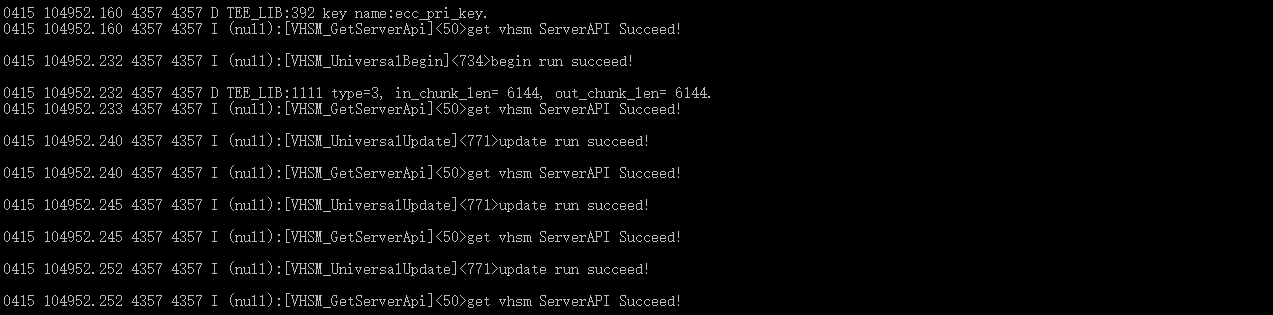 0415 104952.160 4357 4357 D TEE_LIB:392 key name:ecc_pri_key.
0415 104952.160 4357 4357 I (null):[VHSM_GetServerApi]<50>get vhsm ServerAPI Succeed!
0415 104952.232 4357 4357 I (null):[VHSM_UniversalBegin]<734>begin run succeed!
0415 104952.232 4357 4357 D TEE_LIB:1111 type=3, in_chunk_len= 6144, out_chunk_len= 6144.
0415 104952.233 4357 4357 I (null):[VHSM_GetServerApi]<50>get vhsm ServerAPI Succeed!
0415 104952.240 4357 4357 I (null):[VHSM_UniversalUpdate]<771>update run succeed!
0415 104952.240 4357 4357 I (null):[VHSM_GetServerApi]<50>get vhsm ServerAPI Succeed!
0415 104952.245 4357 4357 I (null):[VHSM_UniversalUpdate]<771>update run succeed!
0415 104952.245 4357 4357 I (null):[VHSM_GetServerApi]<50>get vhsm ServerAPI Succeed!
0415 104952.252 4357 4357 I (null):[VHSM_UniversalUpdate]<771>update run succeed!
0415 104952.252 4357 4357 I (null):[VHSM_GetServerApi]<50>get vhsm ServerAPI Succeed!